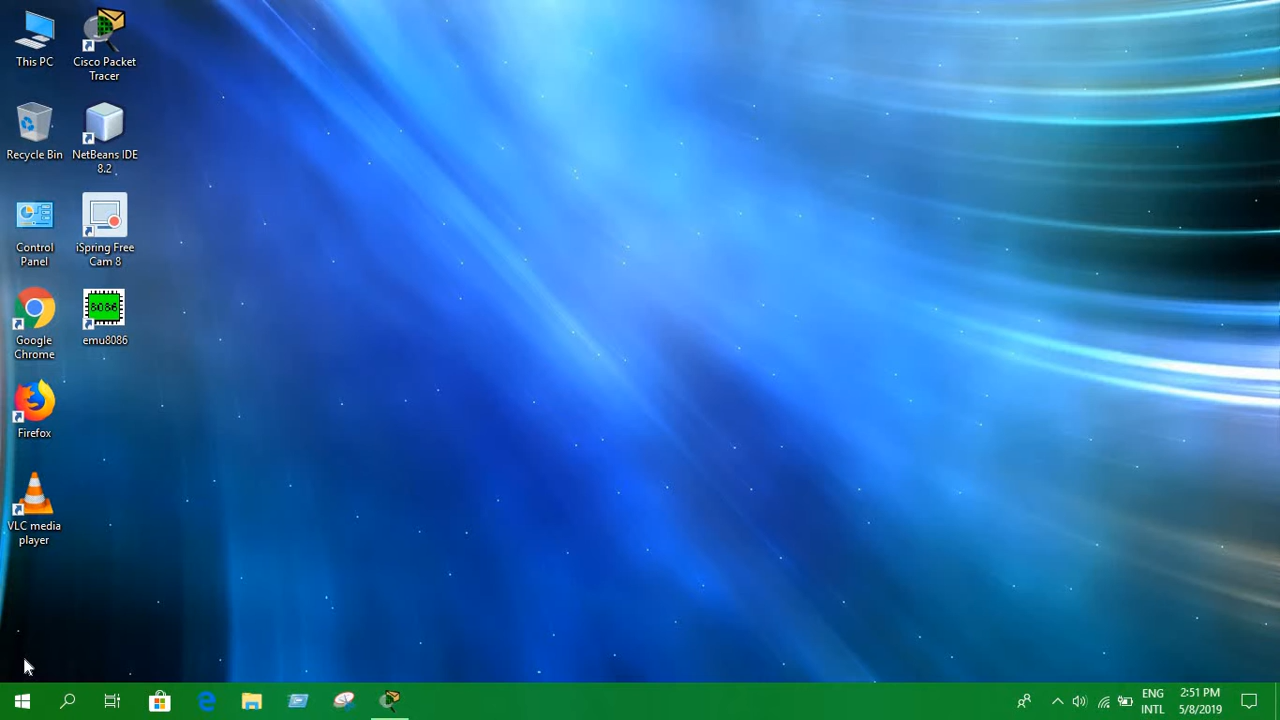 This PC
Cisco Packet
Tracer
Recycle Bin
NetBeans IDE
8.2
Control
Panel
iSpring Free
Cam 8
Google
Chrome
8086
emu8086
Firefox
VLC media
player
ENG
INTL
2:51 PM
5/8/2019